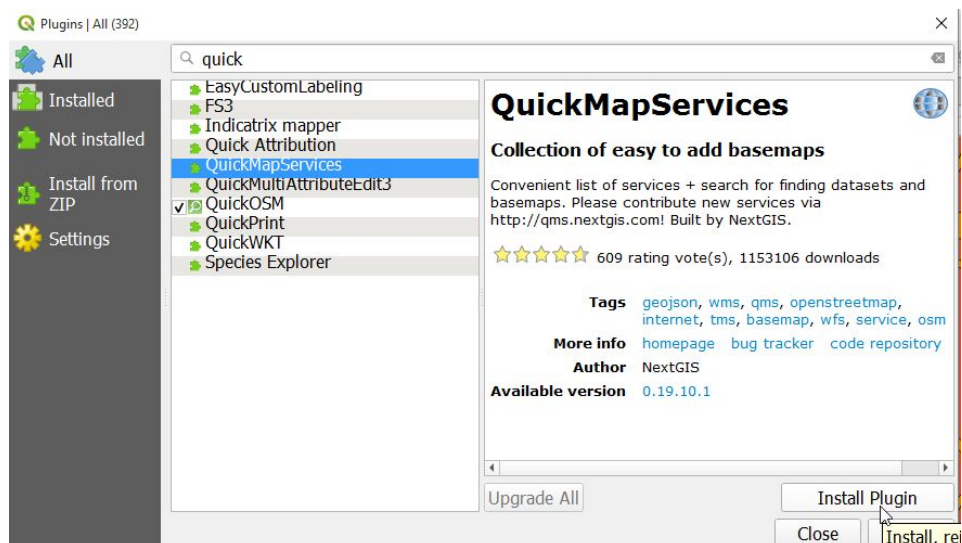 Plugins | All (392)
All
quick
Installed
Not installed
Install from
ZIP
Settings
EasyCustomLabeling
FS3
Indicatrix mapper
Quick Attribution
QuickMapServices
QuickMultiAttributeEdit3
QuickOSM
QuickPrint
QuickWKT
Species Explorer
QuickMapServices
Collection of easy to add basemaps
Convenient list of services + search for finding datasets and
basemaps. Please contribute new services via
http://qms.nextgis.com! Built by NextGIS.
609 rating vote(s), 1153106 downloads
Tags geojson, wms, qms, openstreetmap,
internet, tms, basemap, wfs, service, osm
More info homepage bug tracker code repository
Author NextGIS
Available version 0.19.10.1
Upgrade All
Install Plugin
Close
Install, rei